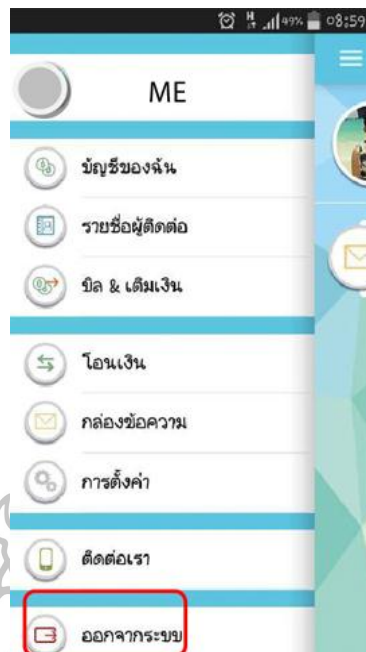 49% 08:59
ME
บัญชีของฉัน
รายชื่อผู้ติดต่อ
บิล & เติมเงิน
โอนเงิน
กล่องข้อความ
การตั้งค่า
ติดต่อเรา
ออกจากระบบ